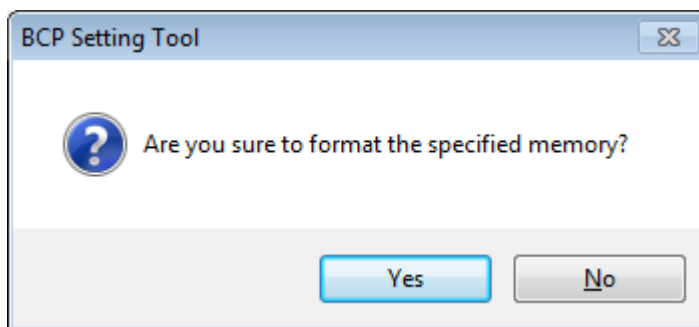 BCP Setting Tool
Are you sure to format the specified memory?
Yes
No